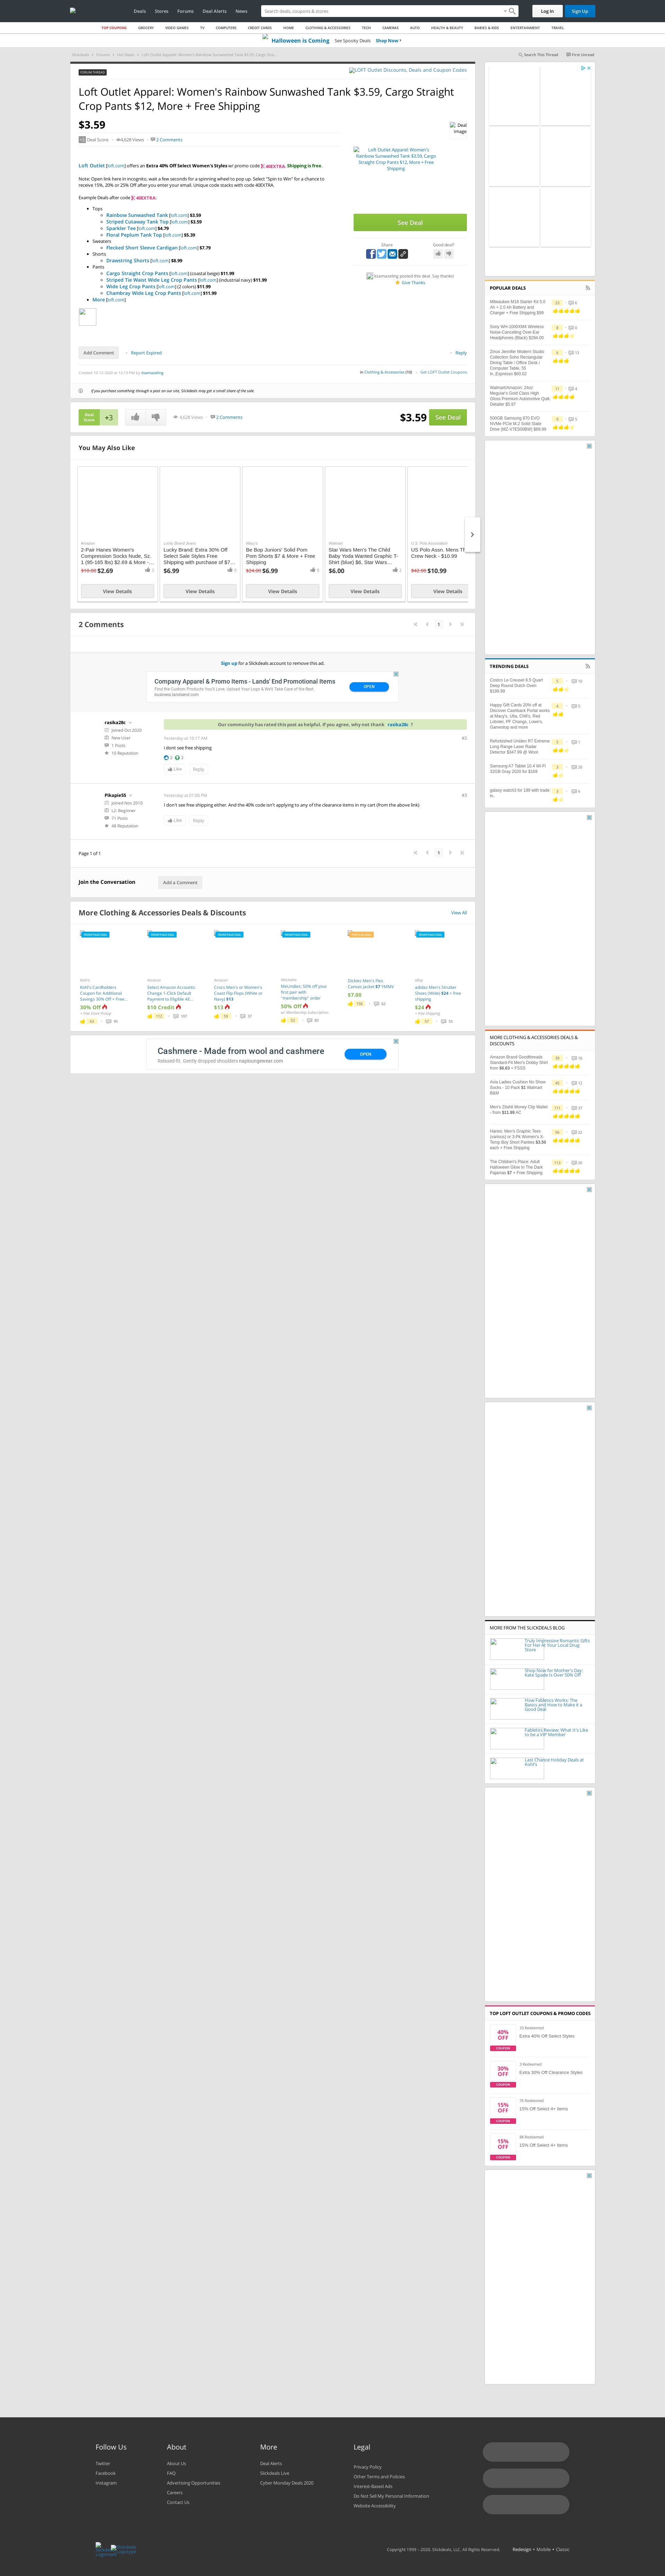 Deals Stores Forums Deal Alerts News
Search deals, coupons & stores
Log In Sign Up
TOP COUPONS GROCERY VIDEO GAMES TV COMPUTERS CREDIT CARDS HOME CLOTHING & ACCESSORIES TECH CAMERAS AUTO HEALTH & BEAUTY BABIES & KIDS ENTERTAINMENT TRAVEL
Halloween is Coming See Spooky Deals Shop Now >
Slickdeals > Forums > Hot Deals > Loft Outlet Apparel: Women's Rainbow Sunwashed Tank $3.59, Cargo Strai
Search This Thread First Unread
FORUM THREAD
LOFT Outlet Discounts, Deals and Coupon Codes
Loft Outlet Apparel: Women's Rainbow Sunwashed Tank $3.59, Cargo Straight
Crop Pants $12, More + Free Shipping
$3.59
+3 Deal Score 4,628 Views 2 Comments
Deal
image
Loft Outlet [loft.com] offers an Extra 40% Off Select Women's Styles w/ promo code 40EXTRA. Shipping is free.
Note: Open link here in incognito, wait a few seconds for a spinning wheel to pop up. Select "Spin to Win" for a chance to
redeem 15%, 20% or 25% Off after you enter your email. Unique code stacks with code 40EXTRA.
Example Deals after code 40EXTRA:
Tops
Rainbow Sunwashed Tank [loft.com] $3.59
Striped Cutaway Tank Top [loft.com] $3.59
Sparkler Tee [loft.com] $4.79
Floral Peplum Tank Top [loft.com] $5.39
Sweaters
Flecked Short Sleeve Cardigan [loft.com] $7.79
Shorts
Drawstring Shorts [loft.com] $8.99
Pants
Cargo Straight Crop Pants [loft.com] (coastal beige) $11.99
Striped Tie Waist Wide Leg Crop Pants [loft.com] (industrial navy) $11.99
Wide Leg Crop Pants [loft.com] (2 colors) $11.99
Chambray Wide Leg Crop Pants [loft.com] $11.99
More [loft.com]
Loft Outlet Apparel: Women's
Rainbow Sunwashed Tank $3.59, Cargo
Straight Crop Pants $12, More + Free
Shipping
See Deal
Share Good deal?
iloamaseting posted this deal. Say thanks!
Give Thanks
Add Comment Report Expired Reply
Created 10-12-2020 at 12:13 PM by
in Clothing & Accessories (10) Get LOFT Outlet Coupons
If you purchase something through a post on our site, Slickdeals may get a small share of the sale.
Deal
Score +3 4,628 Views 2 Comments $3.59 See Deal
You May Also Like
Amazon
2-Pair Hanes Women's
Compression Socks Nude, Sz.
1 (95-165 lbs) $2.69 & More -...
$10.00 $2.69
View Details
Lucky Brand Jeans
Lucky Brand: Extra 30% Off
Select Sale Styles Free
Shipping with purchase of $7...
$6.99
View Details
Macy's
Be Bop Juniors' Solid Pom
Pom Shorts $7 & More + Free
Shipping
$24.00 $6.99
View Details
Walmart
Star Wars Men's The Child
Baby Yoda Wanted Graphic T-
Shirt (blue) $6, Star Wars...
$6.00
View Details
U.S. Polo Association
US Polo Assn. Mens Th
Crew Neck - $10.99
$42.00 $10.99
View Details
2 Comments
1
Sign up for a Slickdeals account to remove this ad.
Company Apparel & Promo Items - Lands' End Promotional Items
Find the Custom Products You'll Love. Upload Your Logo & We'll Take Care of the Rest
business.landsend.com
OPEN
rasika28c
Joined Oct 2020
New User
1 Posts
10 Reputation
Our community has rated this post as helpful. If you agree, why not thank rasika28c ?
Yesterday at 10:17 AM #2
i dont see free shipping
2 2
Like Reply
Pikapie55
Joined Nov 2010
L2: Beginner
71 Posts
48 Reputation
Yesterday at 01:00 PM #3
I don't see free shipping either. And the 40% code isn't applying to any of the clearance items in my cart (from the above link)
Like Reply
Page 1 of 1
1
Join the Conversation Add a Comment
More Clothing & Accessories Deals & Discounts View All
Kohl's
Kohl's Cardholders
Coupon for Additional
Savings 30% Off + Free...
30% Off
+ Free Store Pickup
Amazon
Select Amazon Accounts:
Change 1-Click Default
Payment to Eligible AE...
$10 Credit
112 107
Amazon
Crocs Men's or Women's
Coast Flip Flops (White or
Navy) $13
$13
MeUndies
MeUndies: 50% off your
first pair with
"membership" order
50% Off
w/ Membership Subscription
Dickies Men's Pao
Canvas Jacket $7 YMMV
$7.00
eBay
adidas Men's Strutter
Shoes (White) $24 + Free
shipping
$24
+ Free Shipping
Cashmere - Made from wool and cashmere
Relaxed-fit. Gently dropped shoulders naptoungwear.com
OPEN
POPULAR DEALS
Milwaukee M18 Starter Kit 5.0
Ah + 2.0 Ah Battery and
Charger + Free Shipping $99
Sony WH-1000XM4 Wireless
Noise-Cancelling Over-Ear
Headphones (Black) $284.00
Zinus Jennifer Modern Studio
Collection Soho Rectangular
Dining Table / Office Desk /
Computer Table, 55
In.,Espresso $69.02
Walmart/Amazon: 24oz
Meguiar's Gold Class High
Gloss Premium Automotive Quik
Detailer $5.97
500GB Samsung 970 EVO
NVMe PCIe M.2 Solid State
Drive (MZ-V7E500BW) $69.99
TRENDING DEALS
Costco Le Creuset 6.5 Quart
Deep Round Dutch Oven
$199.99
Happy Gift Cards 20% off at
Discover Cashback Portal works
at Macy's, Ulta, Chili's, Red
Lobster, PF Changs, Lowe's,
Gamestop and more
Refurbished Uniden R7 Extreme
Long Range Laser Radar
Detector $347.99 @ Woot
Samsung A7 Tablet 10.4 Wi-Fi
32GB Gray 2020 for $169
galaxy watch3 for 189 with trade
in.
MORE CLOTHING & ACCESSORIES DEALS &
DISCOUNTS
Amazon Brand Goodthreads
Standard-Fit Men's Dobby Shirt
from $6.60 + FSSS
Asia Ladies Cushion No Show
Socks - 10 Pack $1 Walmart
B&M
Men's Zitahli Money Clip Wallet
- from $11.99 AC
Hanes: Men's Graphic Tees
(various) or 3-Pk Women's X-
Temp Boy Short Panties $3.50
each + Free Shipping
The Children's Place: Adult
Halloween Glow In The Dark
Pajamas $7 + Free Shipping
MORE FROM THE SLICKDEALS BLOG
Truly Impressive Romantic Gifts
For Her At Your Local Drug
Store
Shop Now for Mother's Day:
Kate Spade Is Over 50% Off
How Fabletics Works: The
Basics and How to Make it a
Good Deal
Fabletics Review: What It's Like
to be a VIP Member
Last Chance Holiday Deals at
Kohl's
TOP LOFT OUTLET COUPONS & PROMO CODES
40%
OFF
COUPON
Extra 40% Off Select Styles
30%
OFF
COUPON
3 Redeemed
Extra 30% Off Clearance Styles
15%
OFF
COUPON
15% Off Select 4+ Items
15%
OFF
COUPON
15% Off Select 4+ Items
Follow Us
Twitter
Facebook
Instagram
About
About Us
FAQ
Advertising Opportunities
Careers
Contact Us
More
Deal Alerts
Slickdeals Live
Cyber Monday Deals 2020
Legal
Privacy Policy
Other Terms and Policies
Interest-Based Ads
Do Not Sell My Personal Information
Website Accessibility
Copyright 1999 - 2020. Slickdeals, LLC. All Rights Reserved. Redesign • Mobile • Classic